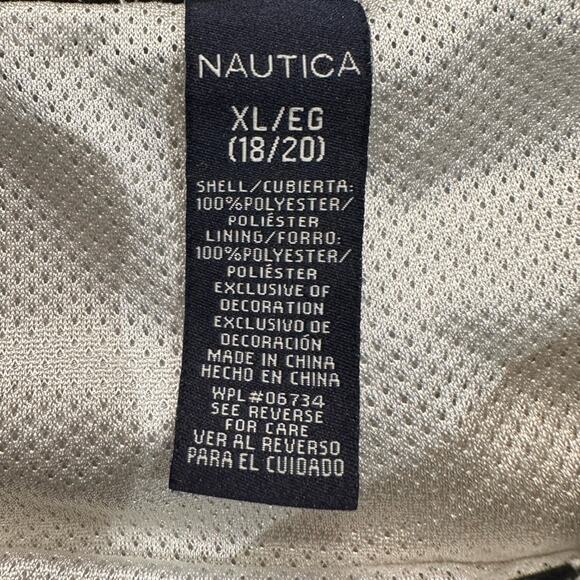 NAUTICA
XL/EG
(18/20)
SHELL/CUBIERTA:
100%POLYESTER/
POLIÉSTER
LINING/FORRO:
100%POLYESTER/
POLIÉSTER
EXCLUSIVE OF
DECORATION
EXCLUSIVO DE
DECORACIÓN
MADE IN CHINA
HECHO EN CHINA
WPL#06734
SEE REVERSE
FOR CARE
VER AL REVERSO
PARA EL CUIDADO